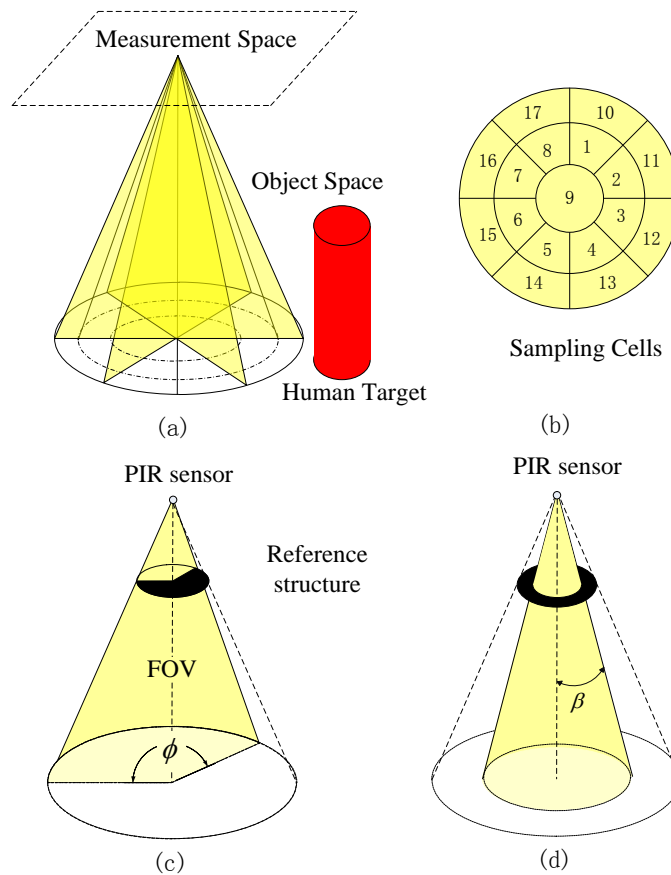 Measurement Space
Object Space
Human Target
(a)
17 10
16 8 1 11
7 2
9
6 3
15 5 4 12
14 13
Sampling Cells
(b)
PIR sensor
Reference
structure
FOV
ϕ
(c)
PIR sensor
β
(d)